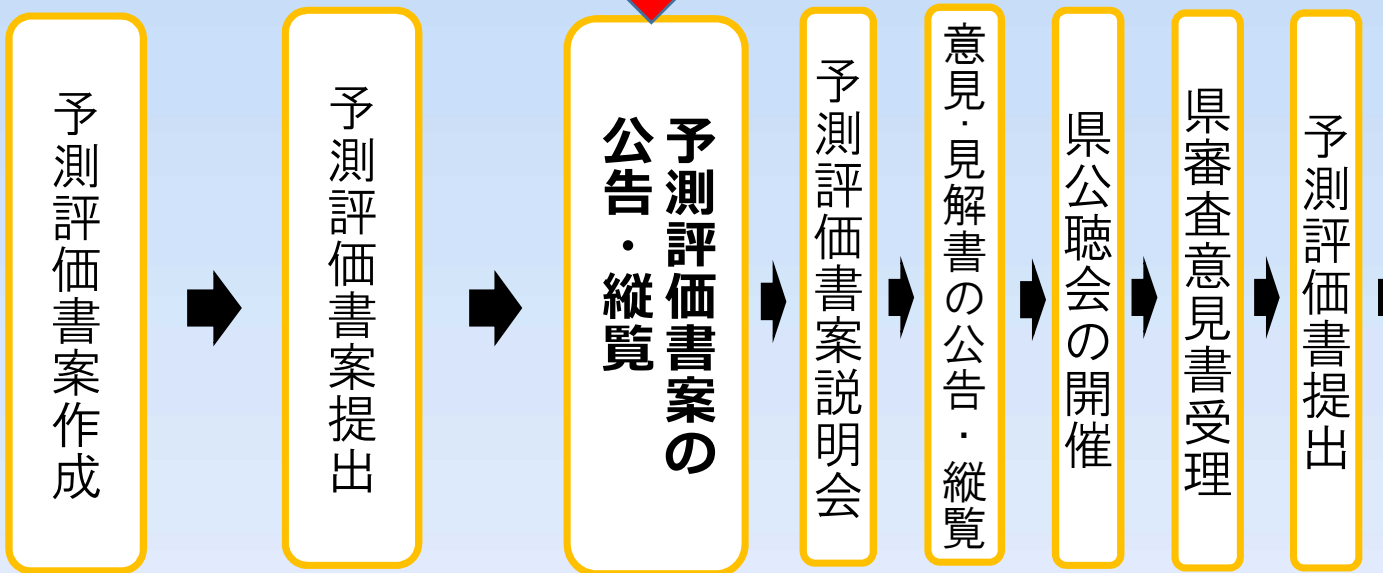 予測評価書案作成
予測評価書案提出
予測評価書案の
公告・縦覧
予測評価書案説明会
意見・見解書の公告・縦覧
県公聴会の開催
県審査意見書受理
予測評価書提出